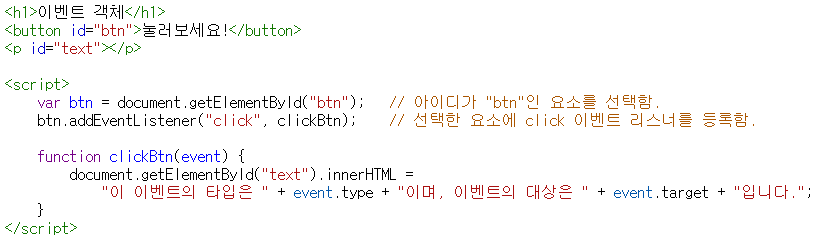 <h1>이벤트 객체</h1>
<button id="btn">눌러보세요!</button>
<p id="text"></p>

<script>
    var btn = document.getElementById("btn");   // 아이디가 "btn"인 요소를 선택함.
    btn.addEventListener("click", clickBtn);    // 선택한 요소에 click 이벤트 리스너를 등록함.

    function clickBtn(event) {
        document.getElementById("text").innerHTML =
            "이 이벤트의 타입은 " + event.type + "이며, 이벤트의 대상은 " + event.target + "입니다.";
    }
</script>